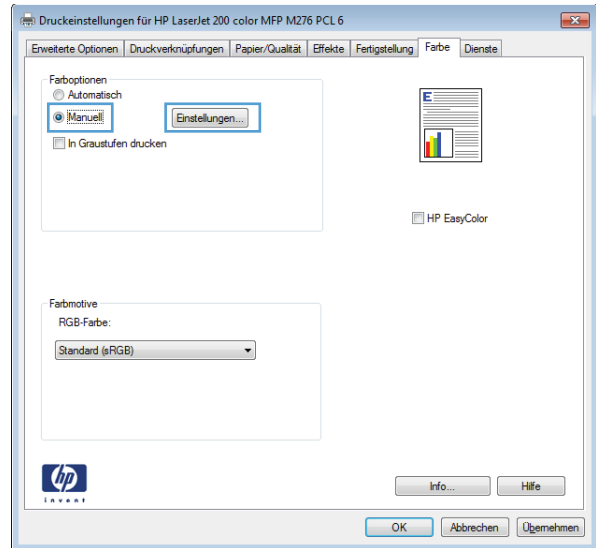 Druckeinstellungen für HP LaserJet 200 color MFP M276 PCL 6
Erweiterte Optionen Druckverknüpfungen Papier/Qualität Effekte Fertigstellung Farbe Dienste
Farboptionen
Automatisch
Manuell Einstellungen...
In Graustufen drucken
E
HP EasyColor
Farbmotive
RGB-Farbe:
Standard (sRGB)
hp
invent
Info... Hilfe
OK Abbrechen Übernehmen